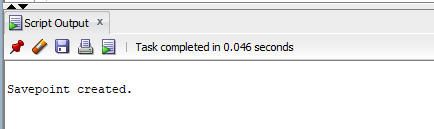 Script Output x
Task completed in 0.046 seconds
Savepoint created.